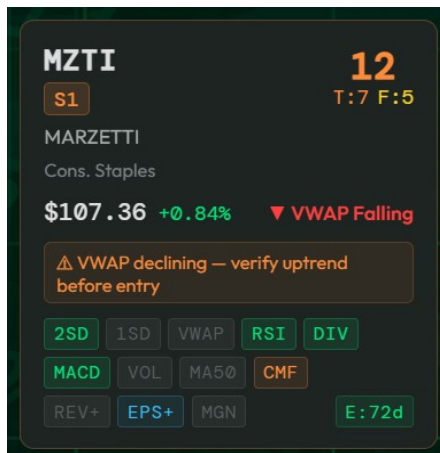 MZTI 12
S1 T:7 F:5
MARZETTI
Cons. Staples
$107.36 +0.84% ▼ VWAP Falling
⚠ VWAP declining — verify uptrend
before entry
2SD 1SD VWAP RSI DIV
MACD VOL MA50 CMF
REV+ EPS+ MGN E:72d